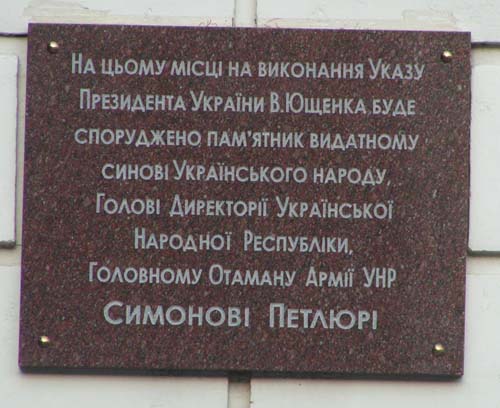 На цьому місці на виконання Указу
Президента України В.Ющенка буде
споруджено пам'ятник видатному
синові Українського народу,
Голові Директорії Української
Народної Республіки,
Головному Отаману Армії УНР
Симонові Петлюрі